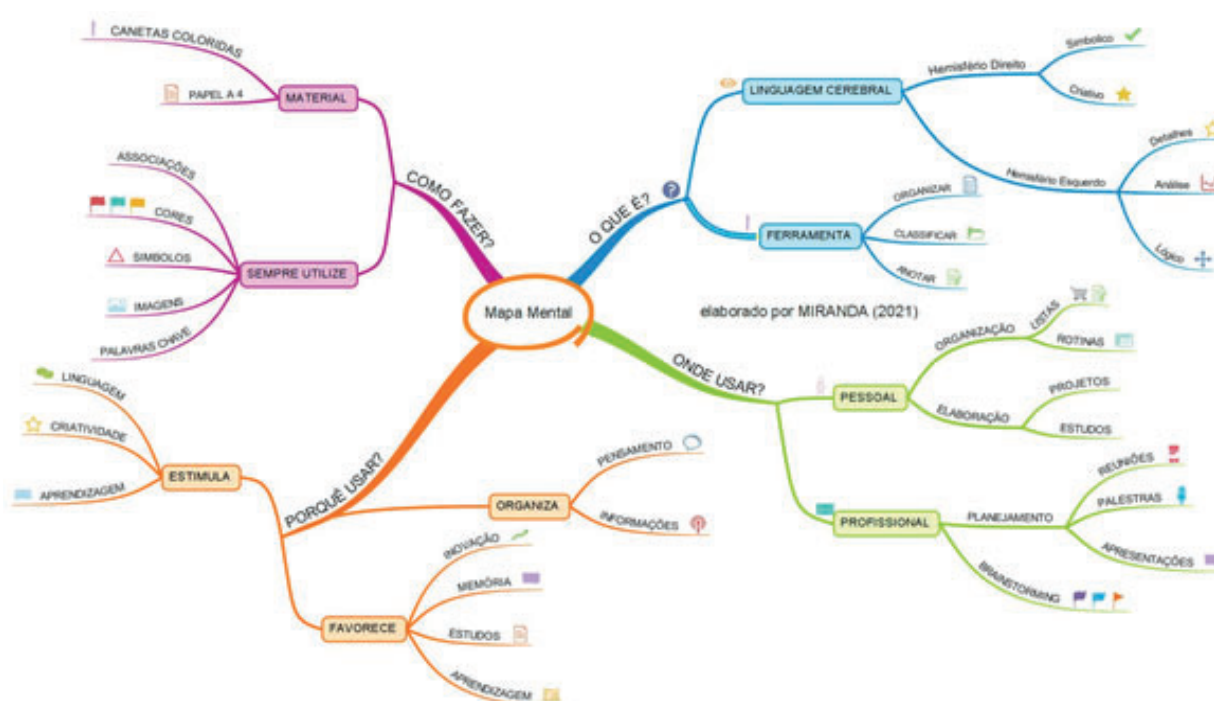 Mapa Mental
elaborado por MIRANDA (2021)
O QUE É?
LINGUAGEM CEREBRAL
Hemisfério Direito
Simbolico
Criativo
Hemisfério Esquerdo
Detalhes
Análise
Lógico
FERRAMENTA
ORGANIZAR
CLASSIFICAR
ANOTAR
ONDE USAR?
PESSOAL
ORGANIZAÇÃO
LISTAS
ROTINAS
ELABORAÇÃO
PROJETOS
ESTUDOS
PROFISSIONAL
PLANEJAMENTO
REUNIÕES
PALESTRAS
APRESENTAÇÕES
BRAINSTORMING
PORQUÊ USAR?
ORGANIZA
PENSAMENTO
INFORMAÇÕES
ESTIMULA
LINGUAGEM
CRIATIVIDADE
APRENDIZAGEM
FAVORECE
INOVAÇÃO
MEMÓRIA
ESTUDOS
APRENDIZAGEM
COMO FAZER?
MATERIAL
CANETAS COLORIDAS
PAPEL A 4
SEMPRE UTILIZE
ASSOCIAÇÕES
CORES
SIMBOLOS
IMAGENS
PALAVRAS CHAVE